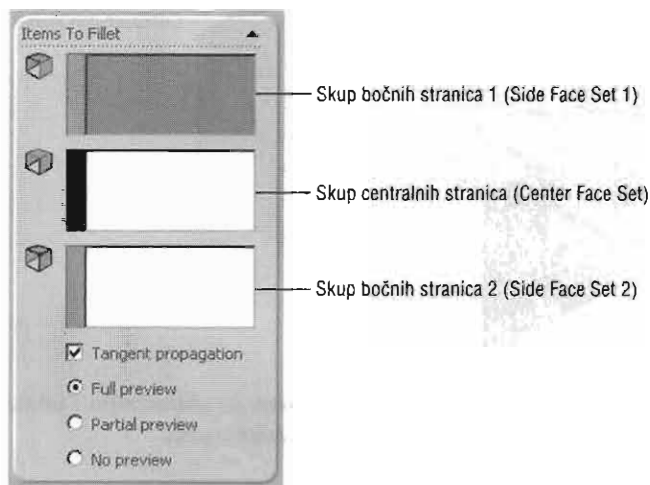 Items To Fillet
Skup bočnih stranica 1 (Side Face Set 1)
Skup centralnih stranica (Center Face Set)
Skup bočnih stranica 2 (Side Face Set 2)
Tangent propagation
Full preview
Partial preview
No preview